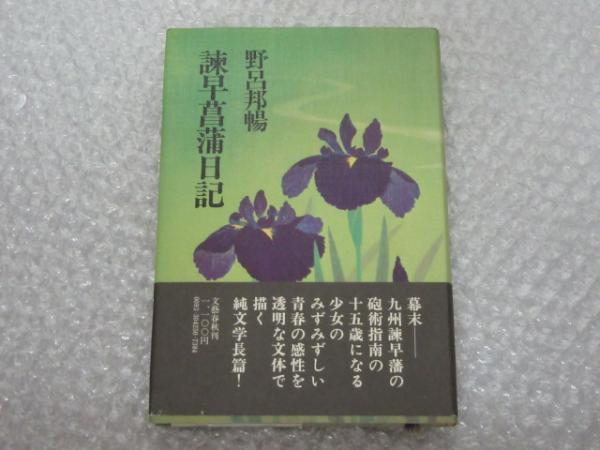 野呂邦暢
諫早菖蒲日記
幕末──
九州諫早藩の
砲術指南の
十五歳になる
少女の
みずみずしい
青春の感性を
透明な文体で
描く
純文学長篇!
文藝春秋刊
一、一〇〇円